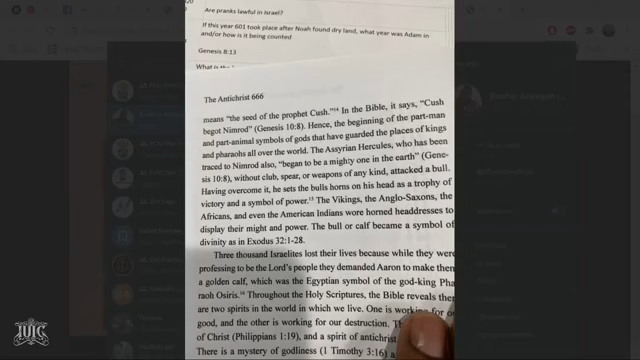 Are pranks lawful in Israel?
If this year 601 took place after Noah found dry land, what year was Adam in
and/or how is it being counted
Genesis 8:13
What is the
The Antichrist 666
means “the seed of the prophet Cush.”14 In the Bible, it says, “Cush
begot Nimrod” (Genesis 10:8). Hence, the beginning of the part-man
and part-animal symbols of gods that have guarded the places of kings
and pharaohs all over the world. The Assyrian Hercules, who has been
traced to Nimrod also, “began to be a mighty one in the earth” (Gene-
sis 10:8), without club, spear, or weapons of any kind, attacked a bull.
Having overcome it, he sets the bulls horns on his head as a trophy of
victory and a symbol of power.15 The Vikings, the Anglo-Saxons, the
Africans, and even the American Indians wore horned headdresses to
display their might and power. The bull or calf became a symbol of
divinity as in Exodus 32:1-28.
Three thousand Israelites lost their lives because while they were
professing to be the Lord’s people they demanded Aaron to make them
a golden calf, which was the Egyptian symbol of the god-king Pha
raoh Osiris.16 Throughout the Holy Scriptures, the Bible reveals ther
are two spirits in the world in which we live. One is working for o
good, and the other is working for our destruction.
of Christ (Philippians 1:19), and a spirit of antichrist
There is a mystery of godliness (1 Timothy 3:16)
IUIC